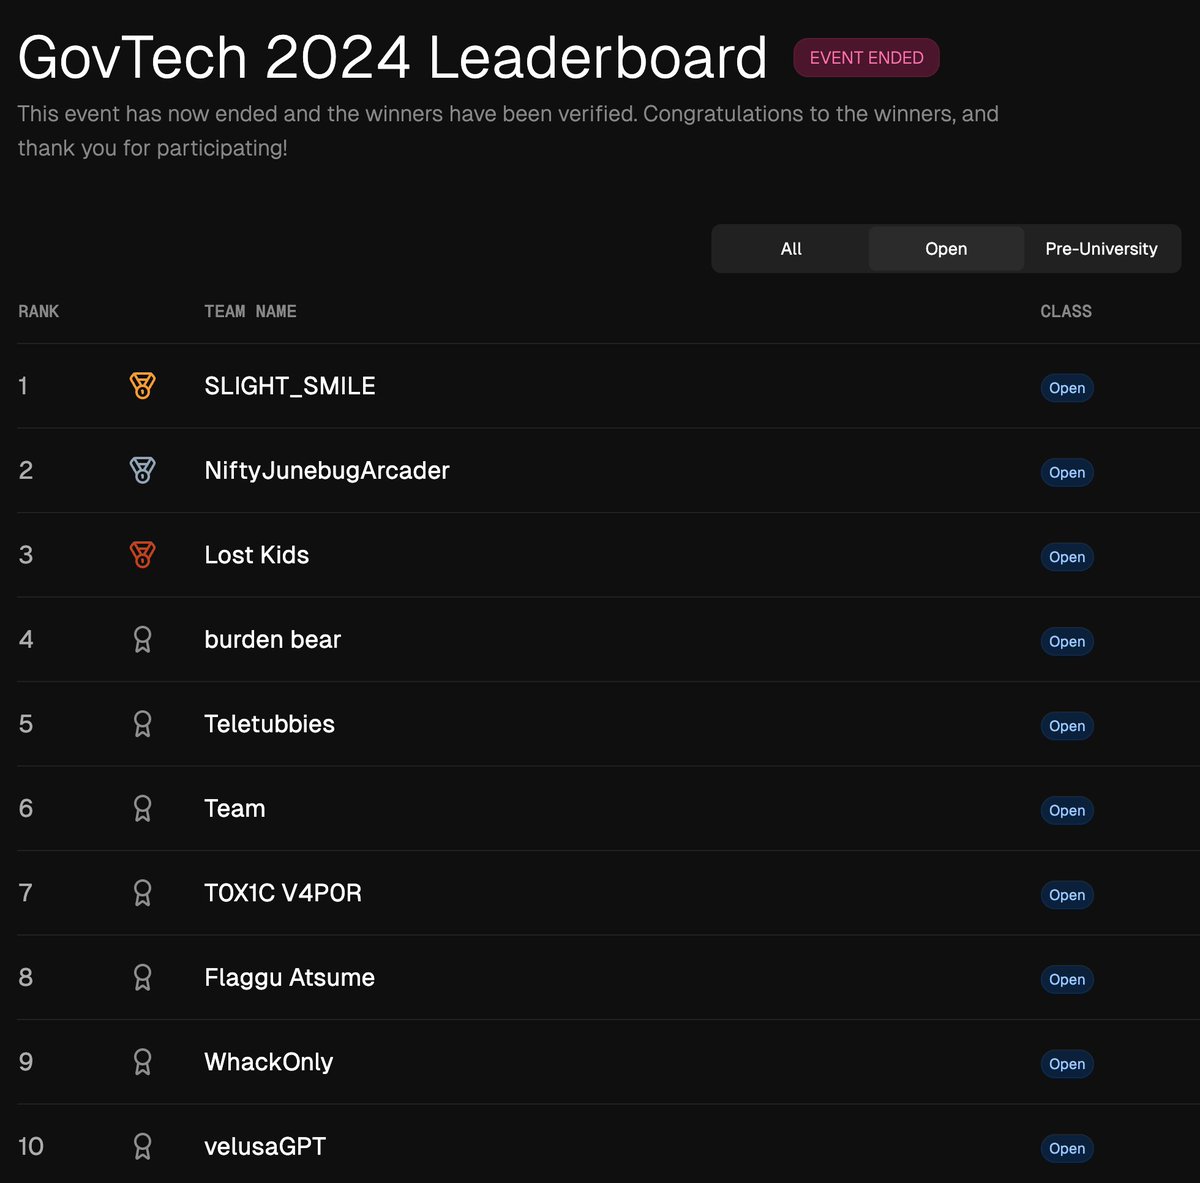 GovTech 2024 Leaderboard EVENT ENDED
This event has now ended and the winners have been verified. Congratulations to the winners, and
thank you for participating!
All Open Pre-University
RANK TEAM NAME CLASS
1 SLIGHT_SMILE Open
2 NiftyJunebugArcader Open
3 Lost Kids Open
4 burden bear Open
5 Teletubbies Open
6 Team Open
7 T0X1C V4P0R Open
8 Flaggu Atsume Open
9 WhackOnly Open
10 velusaGPT Open